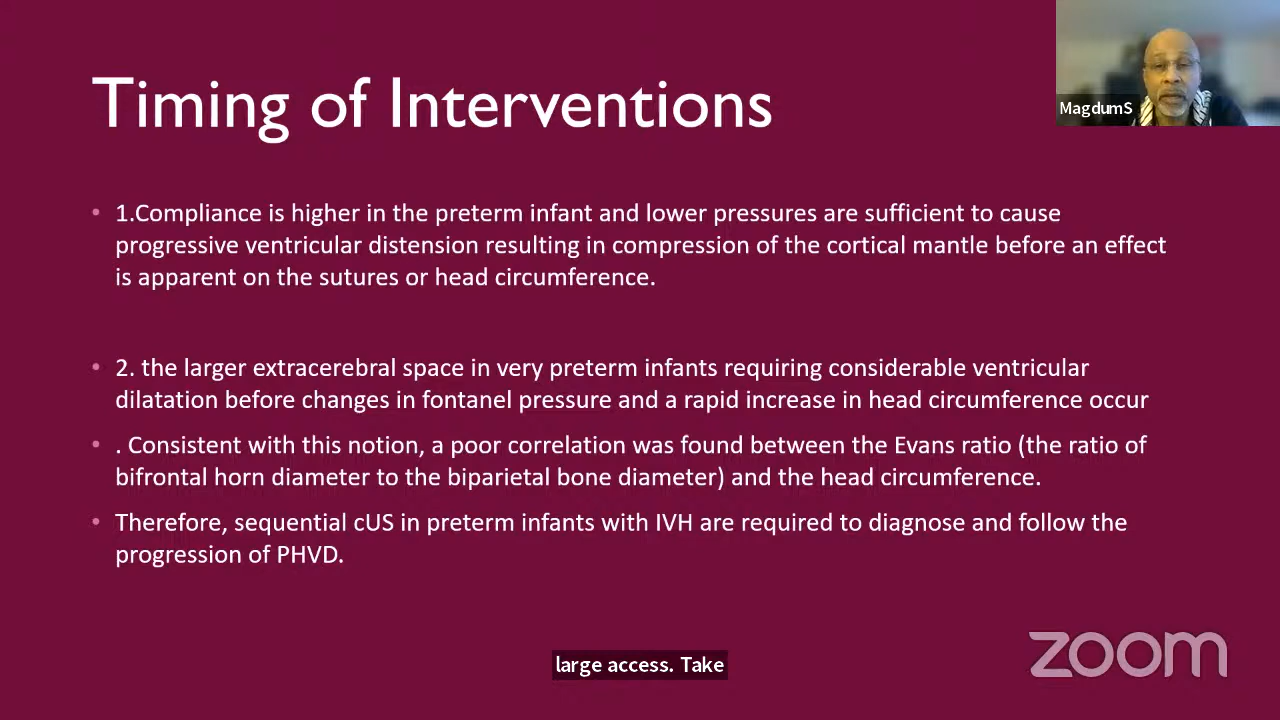 Timing of Interventions
MagdumS
• 1.Compliance is higher in the preterm infant and lower pressures are sufficient to cause
progressive ventricular distension resulting in compression of the cortical mantle before an effect
is apparent on the sutures or head circumference.
• 2. the larger extracerebral space in very preterm infants requiring considerable ventricular
dilatation before changes in fontanel pressure and a rapid increase in head circumference occur
• . Consistent with this notion, a poor correlation was found between the Evans ratio (the ratio of
bifrontal horn diameter to the biparietal bone diameter) and the head circumference.
• Therefore, sequential cUS in preterm infants with IVH are required to diagnose and follow the
progression of PHVD.
large access. Take
zoom